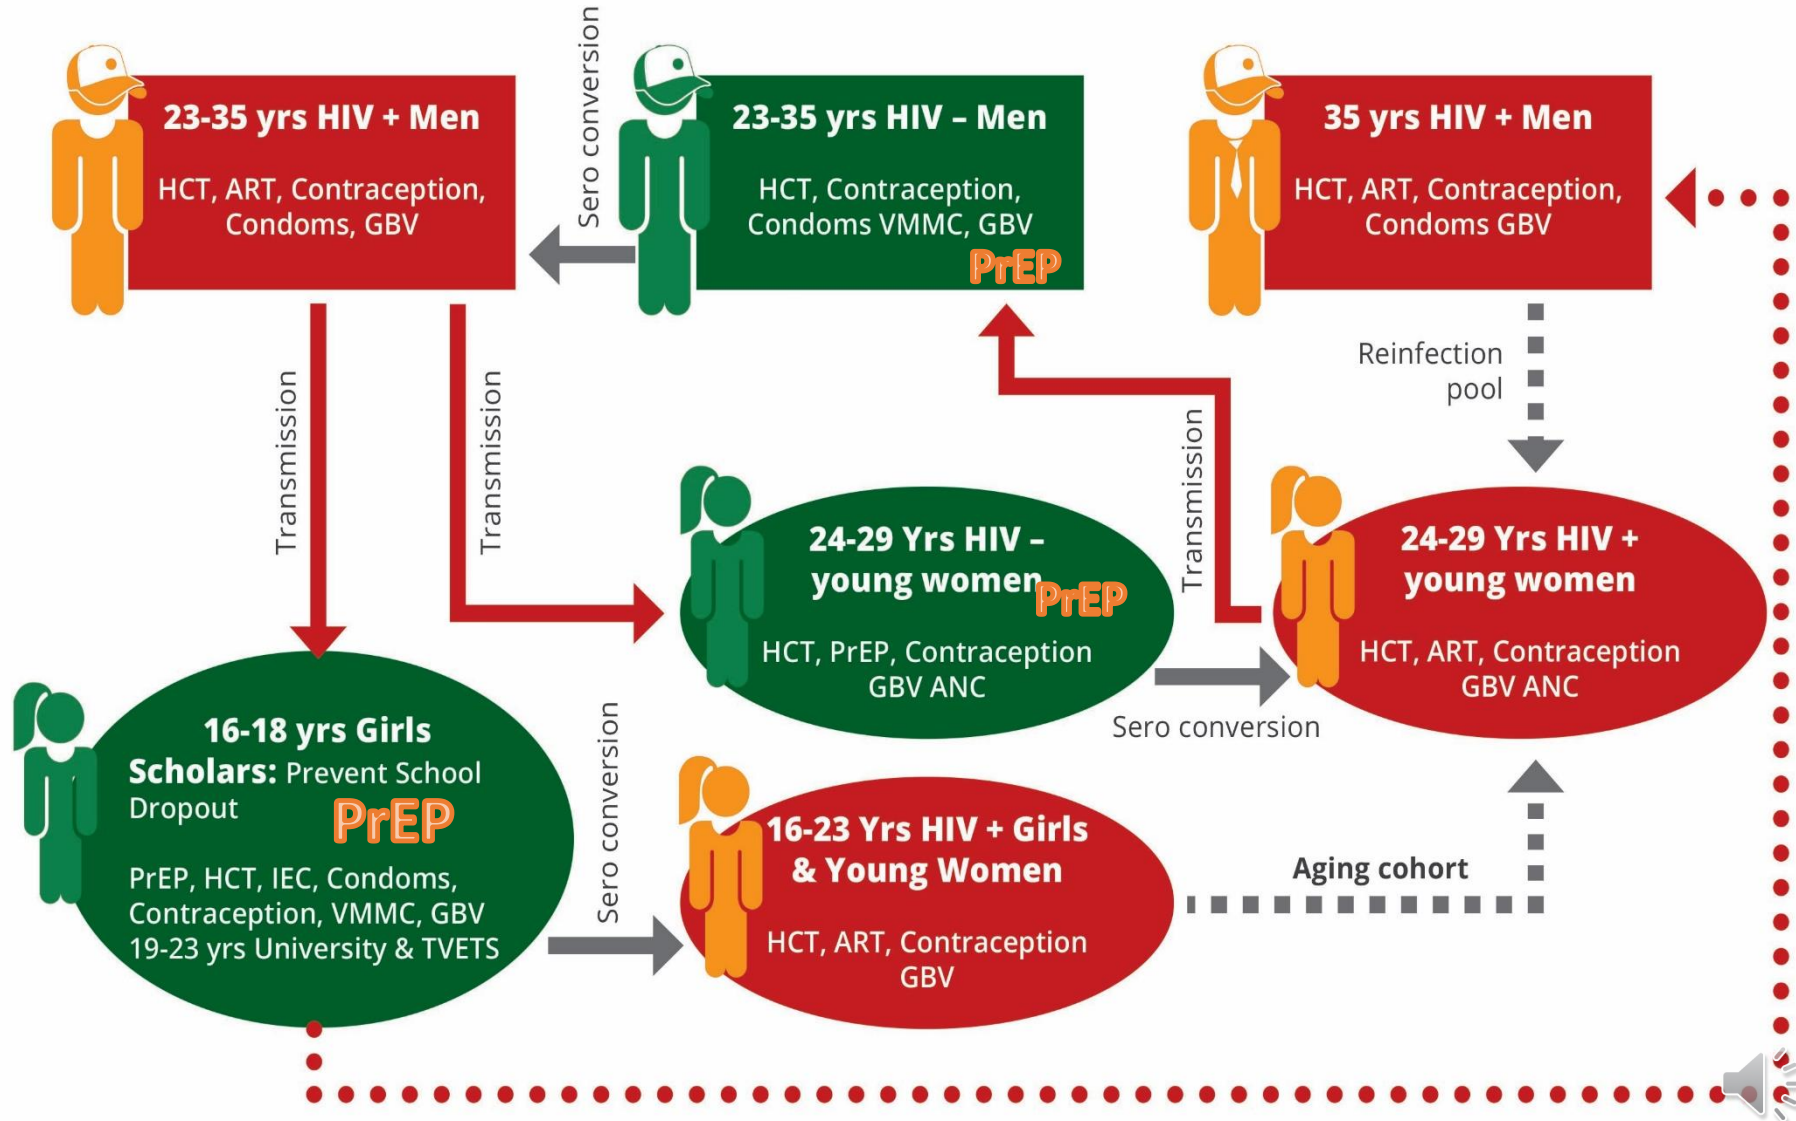 23-35 yrs HIV + Men
HCT, ART, Contraception,
Condoms, GBV
Sero conversion
23-35 yrs HIV – Men
HCT, Contraception,
Condoms VMMC, GBV
PrEP
35 yrs HIV + Men
HCT, ART, Contraception,
Condoms GBV
Transmission
Transmission
Transmission
Reinfection
pool
24-29 Yrs HIV –
young women
PrEP
HCT, PrEP, Contraception
GBV ANC
24-29 Yrs HIV +
young women
HCT, ART, Contraception
GBV ANC
Sero conversion
16-18 yrs Girls
Scholars: Prevent School
Dropout
PrEP
PrEP, HCT, IEC, Condoms,
Contraception, VMMC, GBV
19-23 yrs University & TVETS
Sero conversion
16-23 Yrs HIV + Girls
& Young Women
HCT, ART, Contraception
GBV
Aging cohort